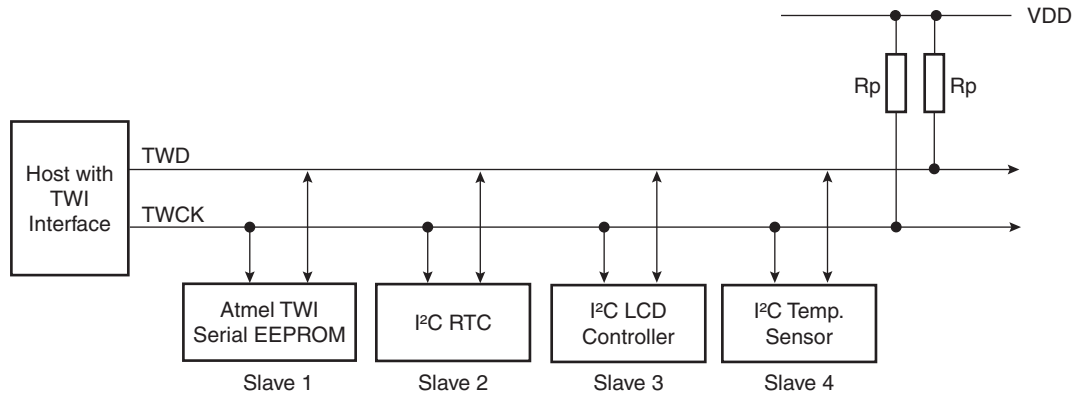 VDD
Rp
Rp
Host with
TWI
Interface
TWD
TWCK
Atmel TWI
Serial EEPROM
I²C RTC
I²C LCD
Controller
I²C Temp.
Sensor
Slave 1
Slave 2
Slave 3
Slave 4